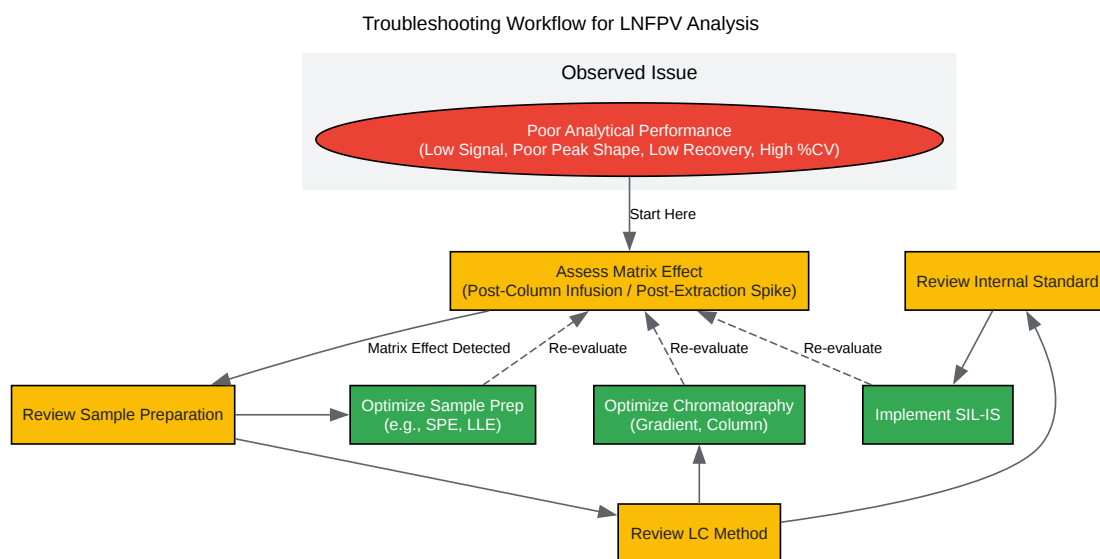 Troubleshooting Workflow for LNFPV Analysis
Observed Issue
Poor Analytical Performance
(Low Signal, Poor Peak Shape, Low Recovery, High %CV)
Start Here
Assess Matrix Effect
(Post-Column Infusion / Post-Extraction Spike)
Review Internal Standard
Matrix Effect Detected
Re-evaluate
Re-evaluate
Re-evaluate
Review Sample Preparation
Optimize Sample Prep
(e.g., SPE, LLE)
Optimize Chromatography
(Gradient, Column)
Implement SIL-IS
Review LC Method